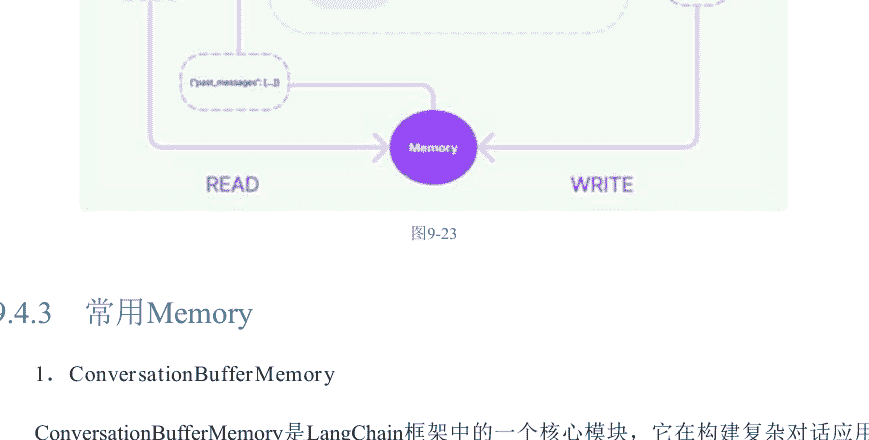 {"past_messages": [...]}
Memory
READ
WRITE
图9-23
9.4.3 常用Memory
1．ConversationBufferMemory
ConversationBufferMemory是LangChain框架中的一个核心模块，它在构建复杂对话应用